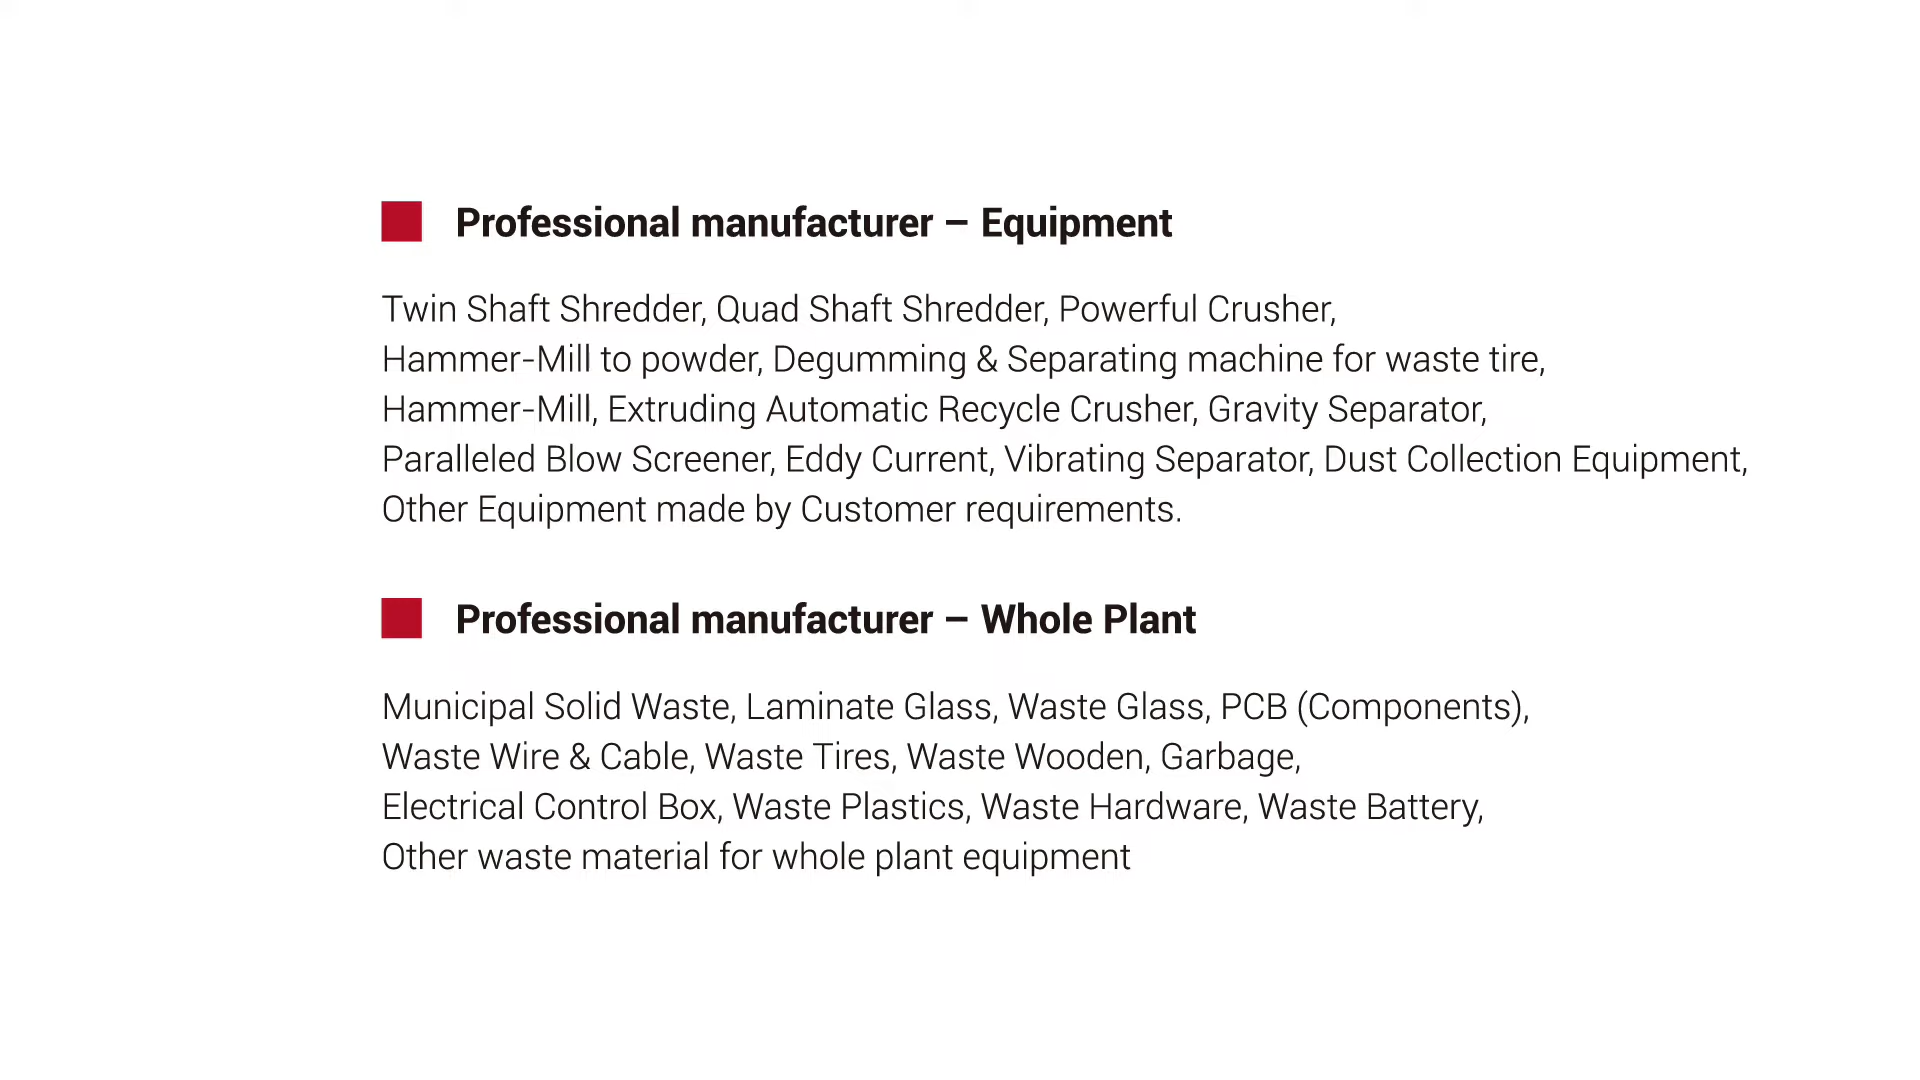 Professional manufacturer – Equipment
Twin Shaft Shredder, Quad Shaft Shredder, Powerful Crusher,
Hammer-Mill to powder, Degumming & Separating machine for waste tire,
Hammer-Mill, Extruding Automatic Recycle Crusher, Gravity Separator,
Paralleled Blow Screener, Eddy Current, Vibrating Separator, Dust Collection Equipment,
Other Equipment made by Customer requirements.
Professional manufacturer – Whole Plant
Municipal Solid Waste, Laminate Glass, Waste Glass, PCB (Components),
Waste Wire & Cable, Waste Tires, Waste Wooden, Garbage,
Electrical Control Box, Waste Plastics, Waste Hardware, Waste Battery,
Other waste material for whole plant equipment